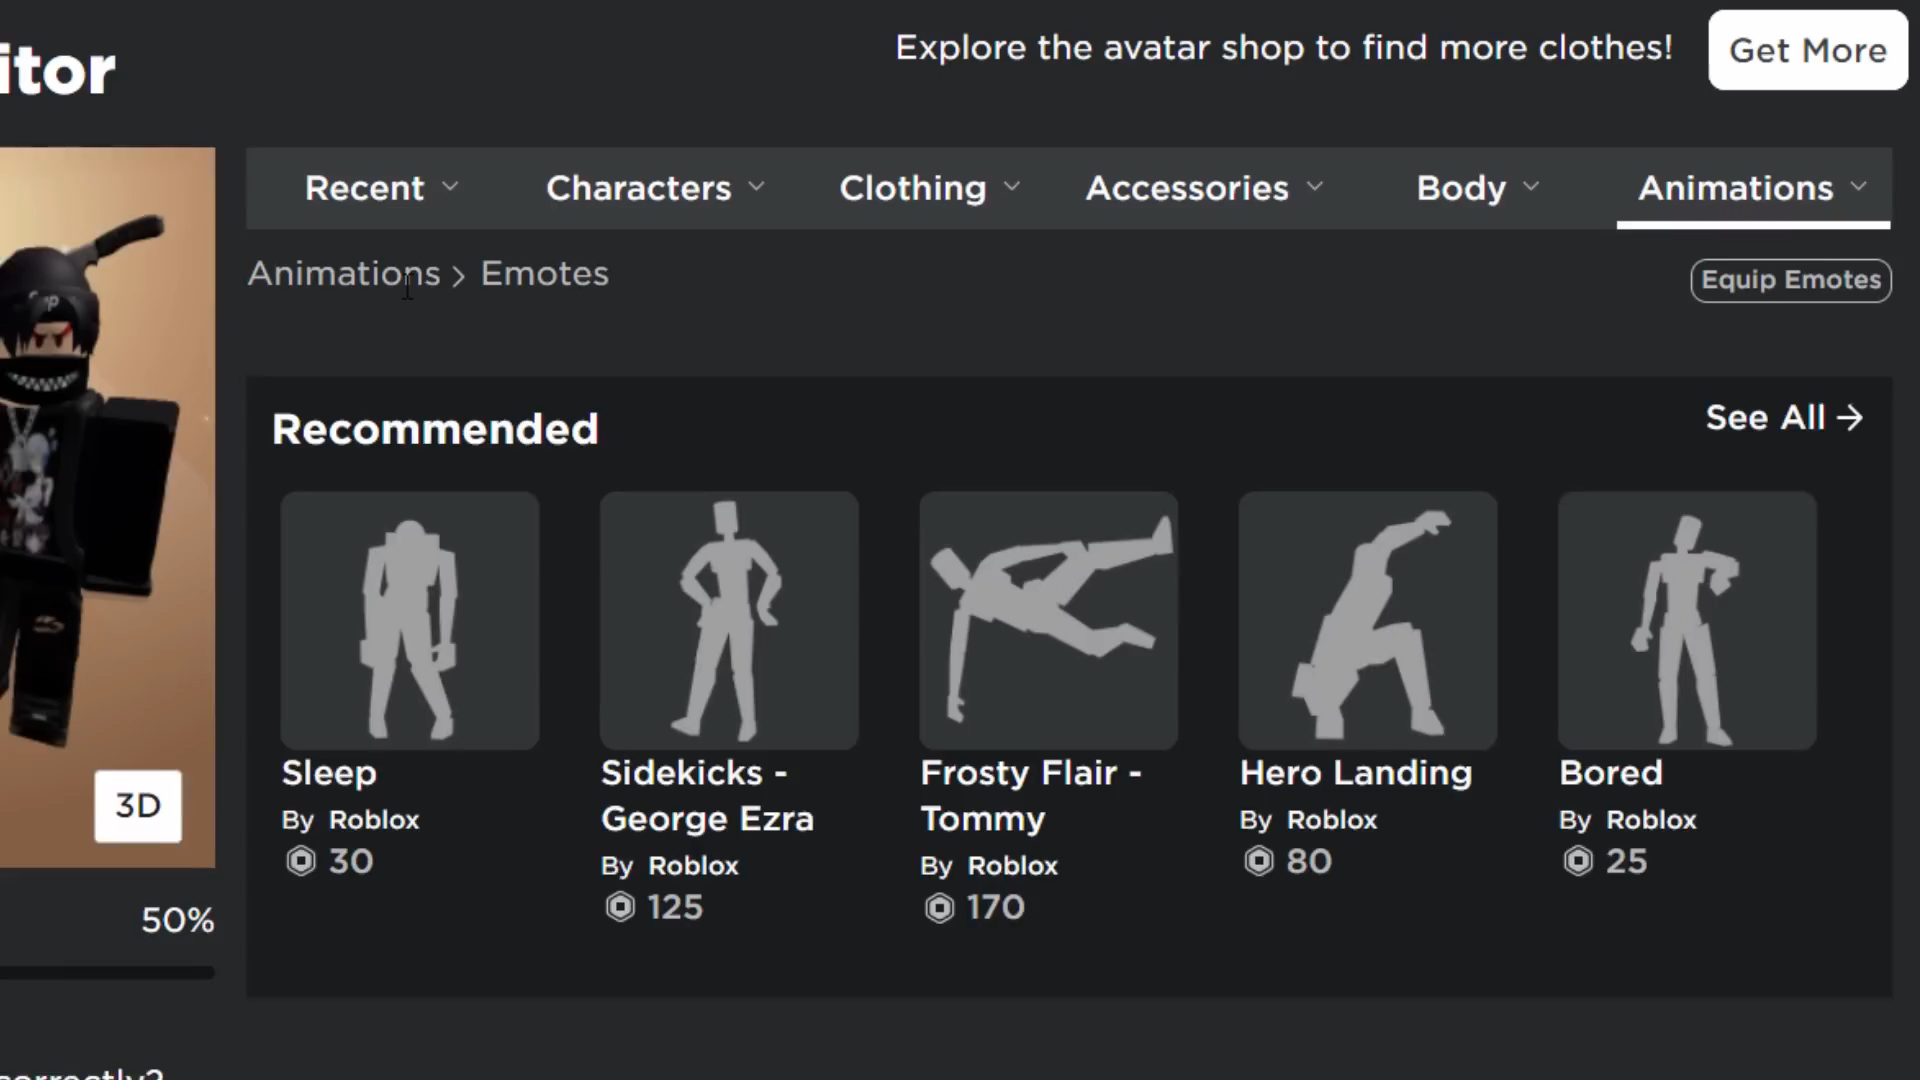 itor
Explore the avatar shop to find more clothes!
Get More
Recent
Characters
Clothing
Accessories
Body
Animations
Animations > Emotes
Equip Emotes
Recommended
See All →
Sleep
By Roblox
30
Sidekicks -
George Ezra
By Roblox
125
Frosty Flair -
Tommy
By Roblox
170
Hero Landing
By Roblox
80
Bored
By Roblox
25
3D
50%
correctly?